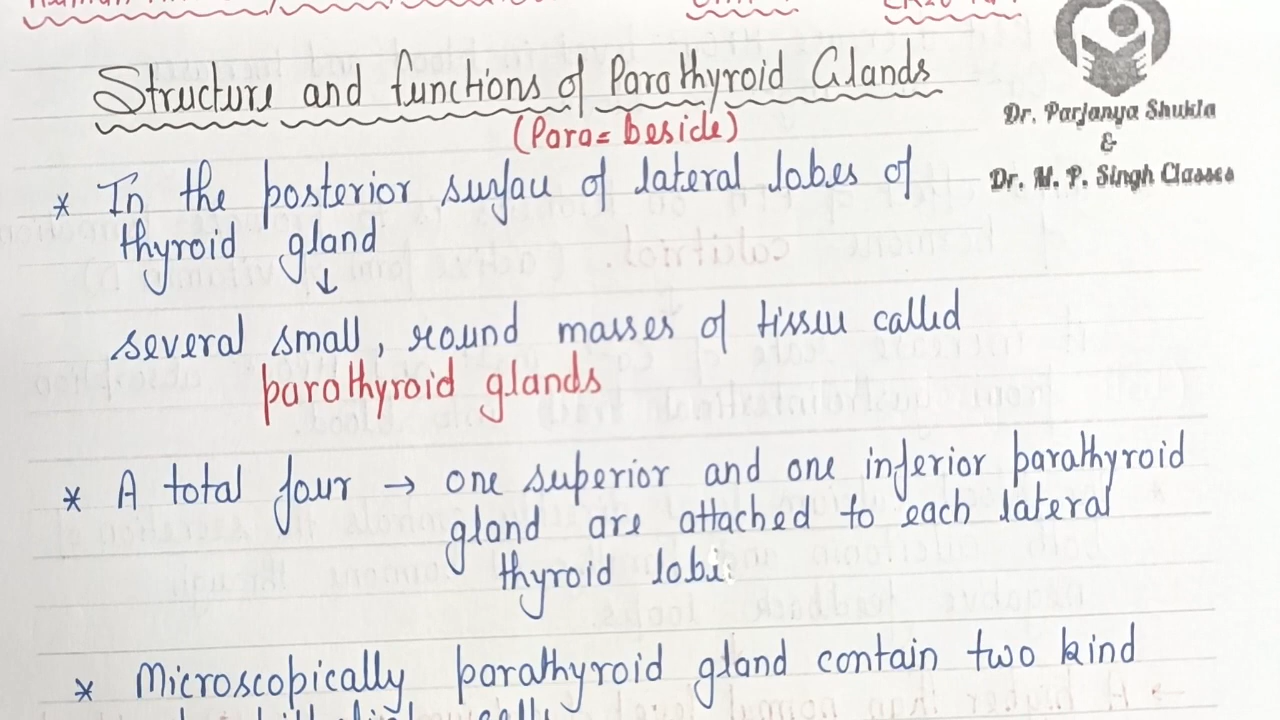 Structure and functions of Parathyroid Glands
(Para = beside)
Dr. Parjanya Shukla
&
Dr. M. P. Singh Classes
* In the posterior surface of lateral lobes of
thyroid gland
↓
several small, round masses of tissue called
parathyroid glands
* A total four → one superior and one inferior parathyroid
gland are attached to each lateral
thyroid lobe.
* Microscopically parathyroid gland contain two kind